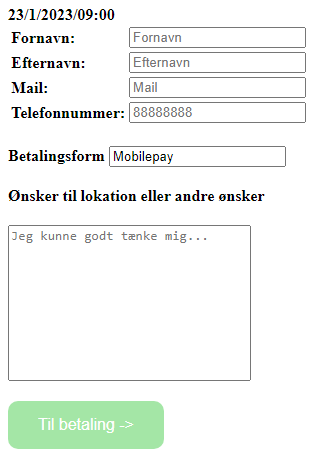 23/1/2023/09:00
Fornavn: Fornavn
Efternavn: Efternavn
Mail: Mail
Telefonnummer: 88888888
Betalingsform Mobilepay
Ønsker til lokation eller andre ønsker
Jeg kunne godt tænke mig...
Til betaling ->